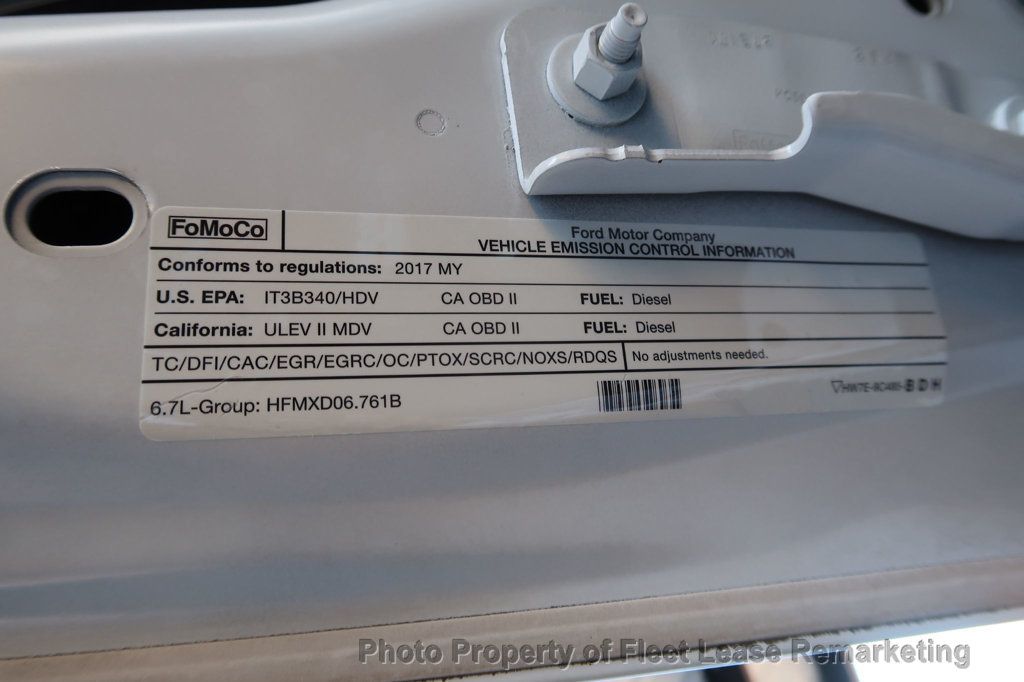 FoMoCo
Ford Motor Company
VEHICLE EMISSION CONTROL INFORMATION
Conforms to regulations: 2017 MY
U.S. EPA: IT3B340/HDV CA OBD II FUEL: Diesel
California: ULEV II MDV CA OBD II FUEL: Diesel
TC/DFI/CAC/EGR/EGRC/OC/PTOX/SCRC/NOXS/RDQS No adjustments needed.
6.7L-Group: HFMXD06.761B
BDH
Photo Property of Fleet Lease Remarketing